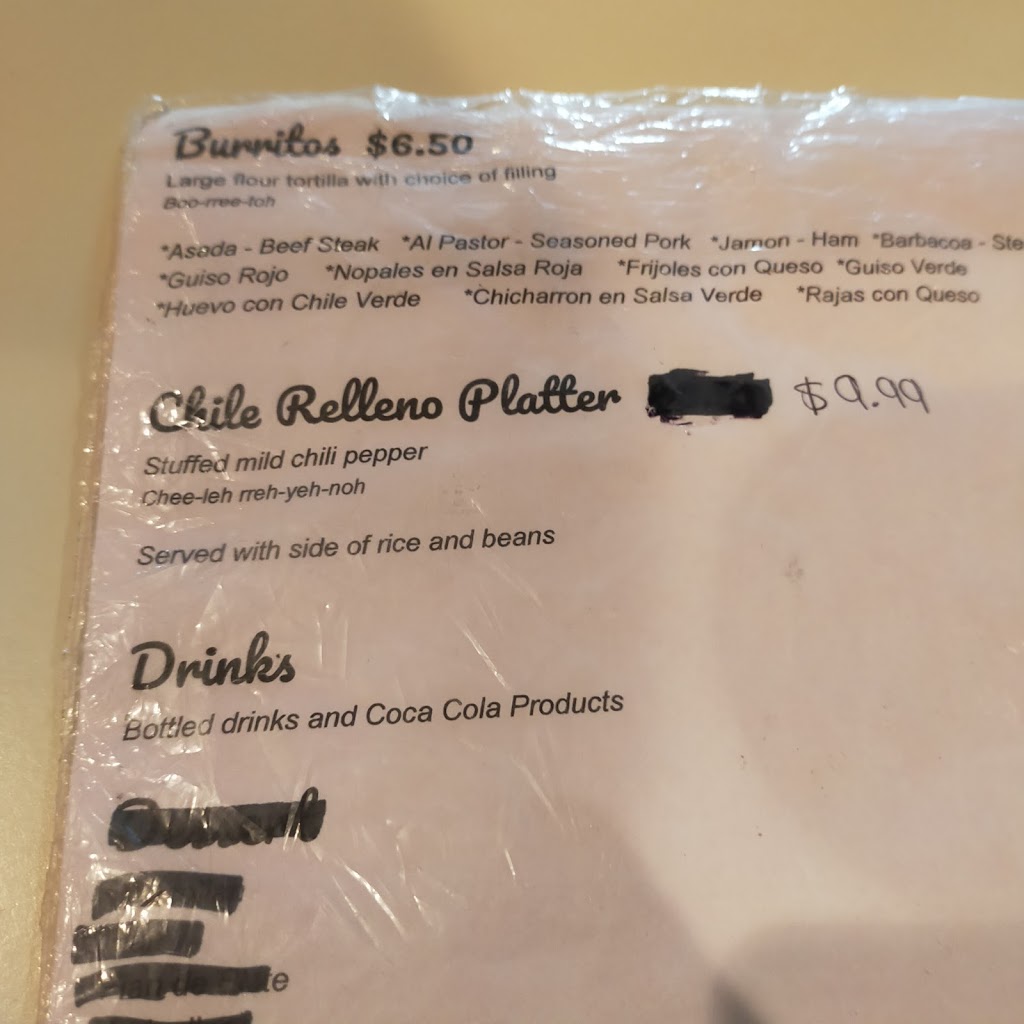 Burritos $6.50
Large flour tortilla with choice of filling
Boo-rree-toh
*Asada - Beef Steak *Al Pastor - Seasoned Pork *Jamon - Ham *Barbacoa - Ste
*Guiso Rojo *Nopales en Salsa Roja *Frijoles con Queso *Guiso Verde
*Huevo con Chile Verde *Chicharron en Salsa Verde *Rajas con Queso
Chile Relleno Platter $9.99
Stuffed mild chili pepper
Chee-leh rreh-yeh-noh
Served with side of rice and beans
Drinks
Bottled drinks and Coca Cola Products